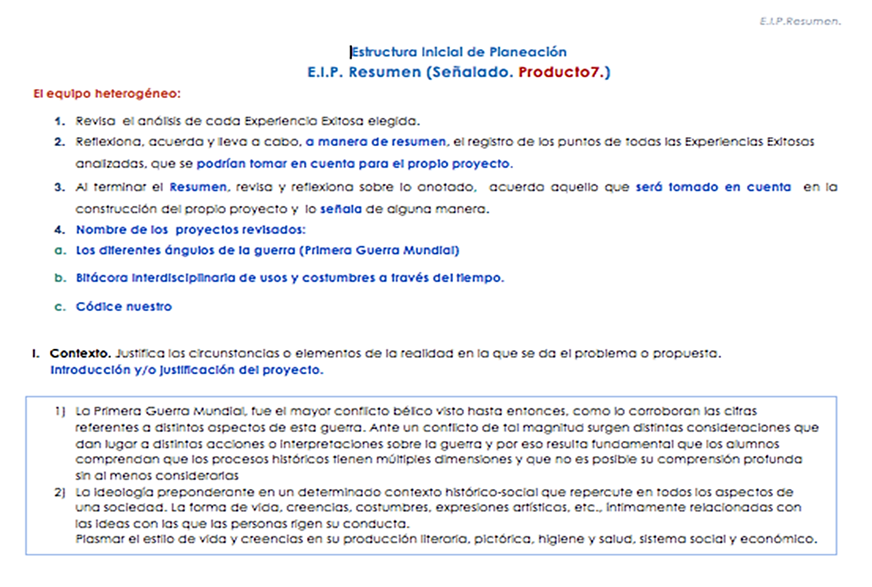 E.I.P.Resumen.
Estructura Inicial de Planeación
E.I.P. Resumen (Señalado. Producto7.)
El equipo heterogéneo:
1. Revisa el análisis de cada Experiencia Exitosa elegida.
2. Reflexiona, acuerda y lleva a cabo, a manera de resumen, el registro de los puntos de todas las Experiencias Exitosas
analizadas, que se podrían tomar en cuenta para el propio proyecto.
3. Al terminar el Resumen, revisa y reflexiona sobre lo anotado, acuerda aquello que será tomado en cuenta en la
construcción del propio proyecto y lo señala de alguna manera.
4. Nombre de los proyectos revisados:
a. Los diferentes ángulos de la guerra (Primera Guerra Mundial)
b. Bitácora interdisciplinaria de usos y costumbres a través del tiempo.
c. Códice nuestro
I. Contexto. Justifica las circunstancias o elementos de la realidad en la que se da el problema o propuesta.
Introducción y/o justificación del proyecto.
1) La Primera Guerra Mundial, fue el mayor conflicto bélico visto hasta entonces, como lo corroboran las cifras
referentes a distintos aspectos de esta guerra. Ante un conflicto de tal magnitud surgen distintas consideraciones que
dan lugar a distintas acciones o interpretaciones sobre la guerra y por eso resulta fundamental que los alumnos
comprendan que los procesos históricos tienen múltiples dimensiones y que no es posible su comprensión profunda
sin al menos considerarlas
2) La ideología preponderante en un determinado contexto histórico-social que repercute en todos los aspectos de
una sociedad. La forma de vida, creencias, costumbres, expresiones artísticas, etc., íntimamente relacionadas con
las ideas con las que las personas rigen su conducta.
Plasmar el estilo de vida y creencias en su producción literaria, pictórica, higiene y salud, sistema social y económico.